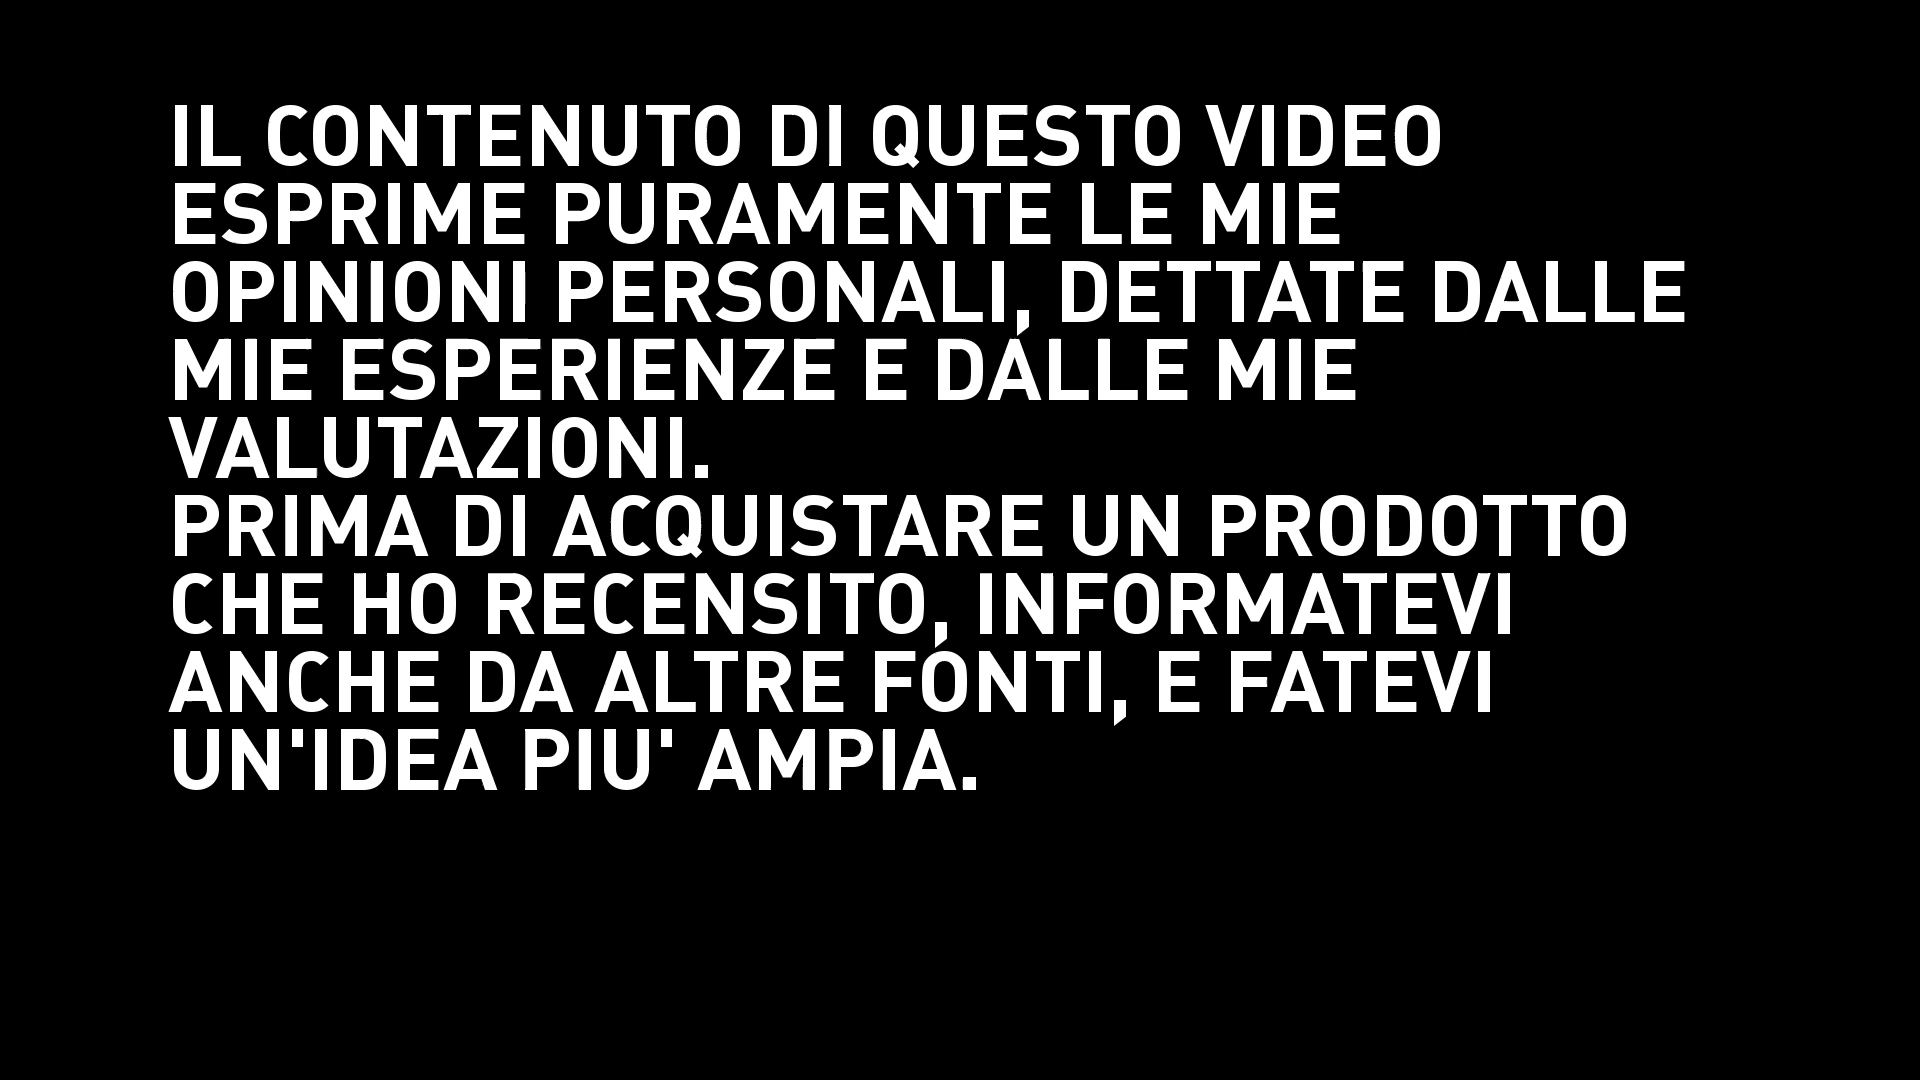 IL CONTENUTO DI QUESTO VIDEO
ESPRIME PURAMENTE LE MIE
OPINIONI PERSONALI, DETTATE DALLE
MIE ESPERIENZE E DALLE MIE
VALUTAZIONI.
PRIMA DI ACQUISTARE UN PRODOTTO
CHE HO RECENSITO, INFORMATEVI
ANCHE DA ALTRE FONTI, E FATEVI
UN'IDEA PIU' AMPIA.